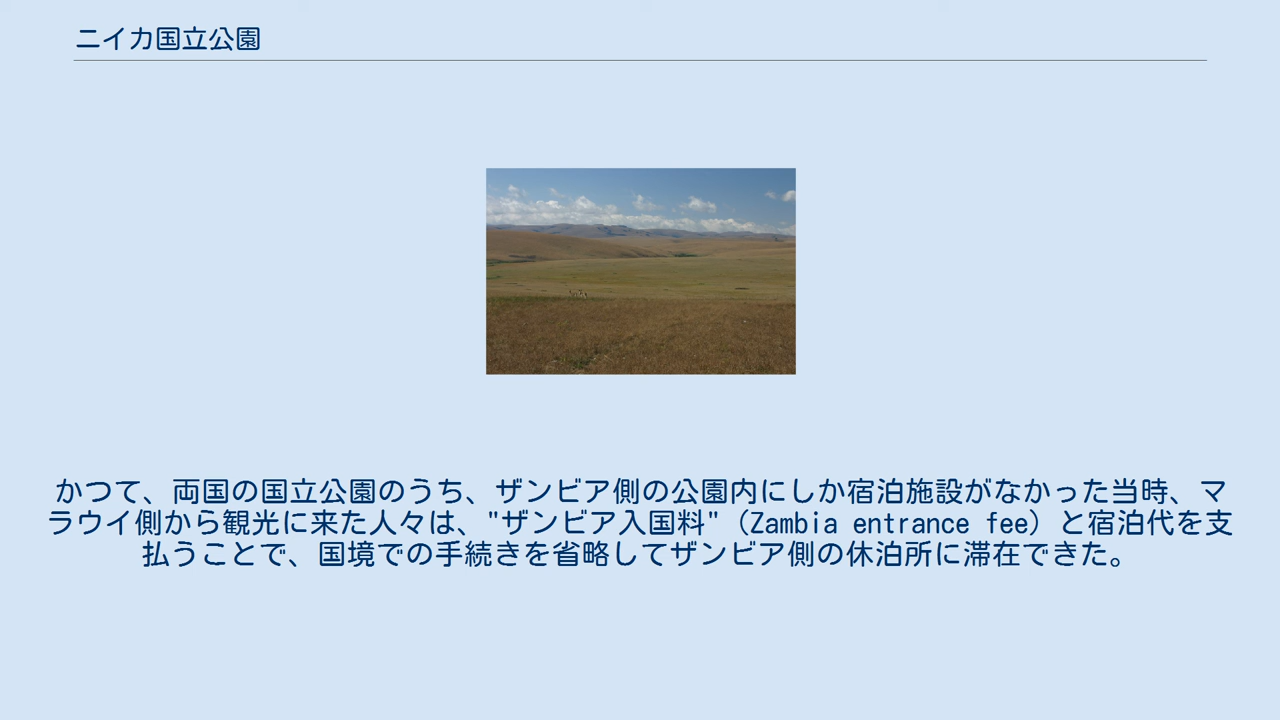 ニイカ国立公園
かつて、両国の国立公園のうち、ザンビア側の公園内にしか宿泊施設がなかった当時、マ
ラウイ側から観光に来た人々は、"ザンビア入国料"（Zambia entrance fee）と宿泊代を支
払うことで、国境での手続きを省略してザンビア側の休泊所に滞在できた。